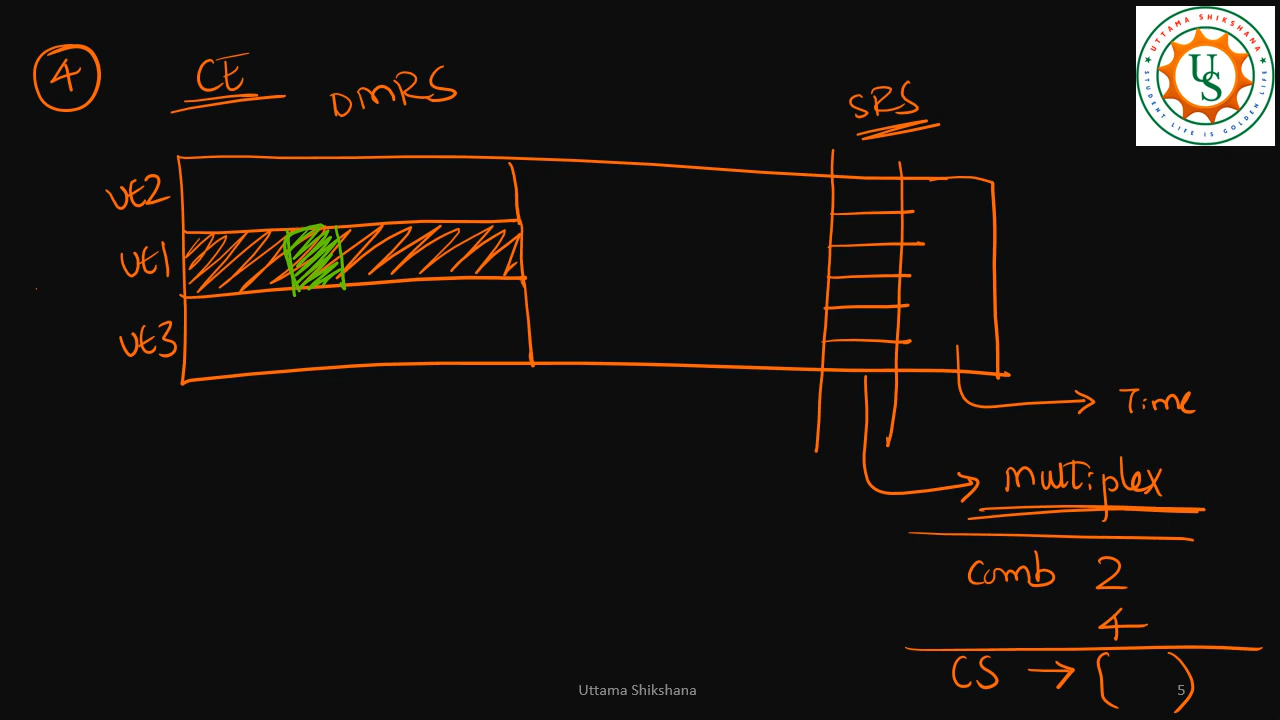 4
CE
DMRS
SRS
UTTAMA SHIKSHANA
US
STUDENT LIFE IS GOLDEN LIFE
UE2
UE1
UE3
Time
Multiplex
Comb 2
4
CS → ( )
Uttama Shikshana
5